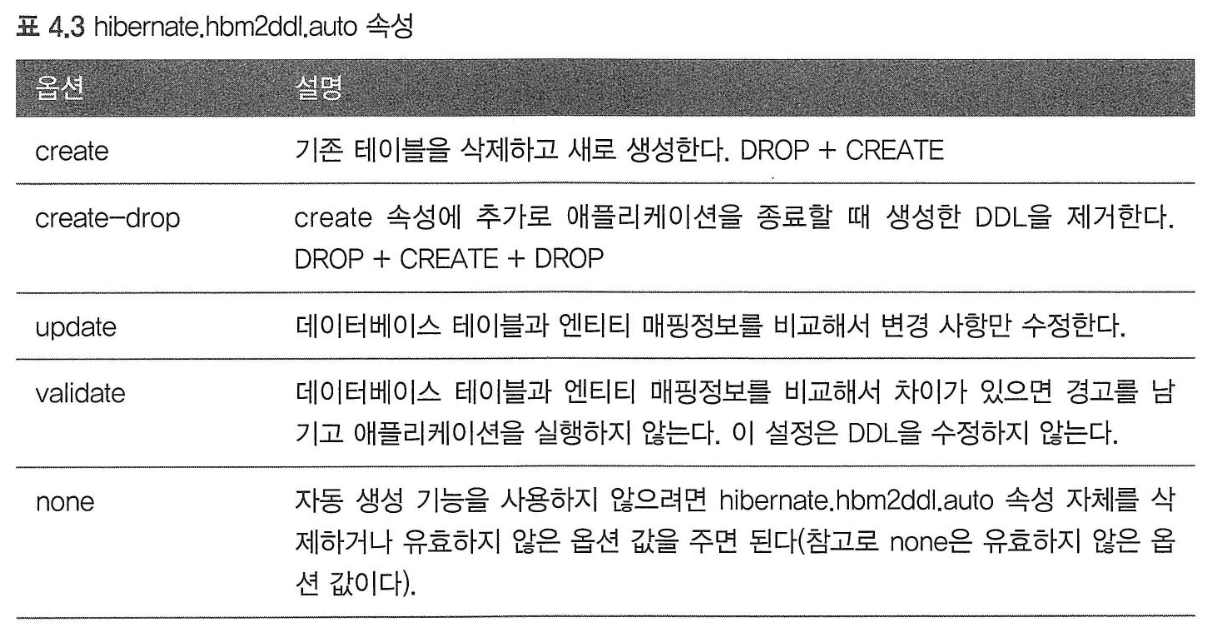 표 4.3 hibernate.hbm2ddl.auto 속성
옵션 설명
create 기존 테이블을 삭제하고 새로 생성한다. DROP + CREATE
create-drop create 속성에 추가로 애플리케이션을 종료할 때 생성한 DDL을 제거한다.
DROP + CREATE + DROP
update 데이터베이스 테이블과 엔티티 매핑정보를 비교해서 변경 사항만 수정한다.
validate 데이터베이스 테이블과 엔티티 매핑정보를 비교해서 차이가 있으면 경고를 남
기고 애플리케이션을 실행하지 않는다. 이 설정은 DDL을 수정하지 않는다.
none 자동 생성 기능을 사용하지 않으려면 hibernate.hbm2ddl.auto 속성 자체를 삭
제하거나 유효하지 않은 옵션 값을 주면 된다(참고로 none은 유효하지 않은 옵
션 값이다).